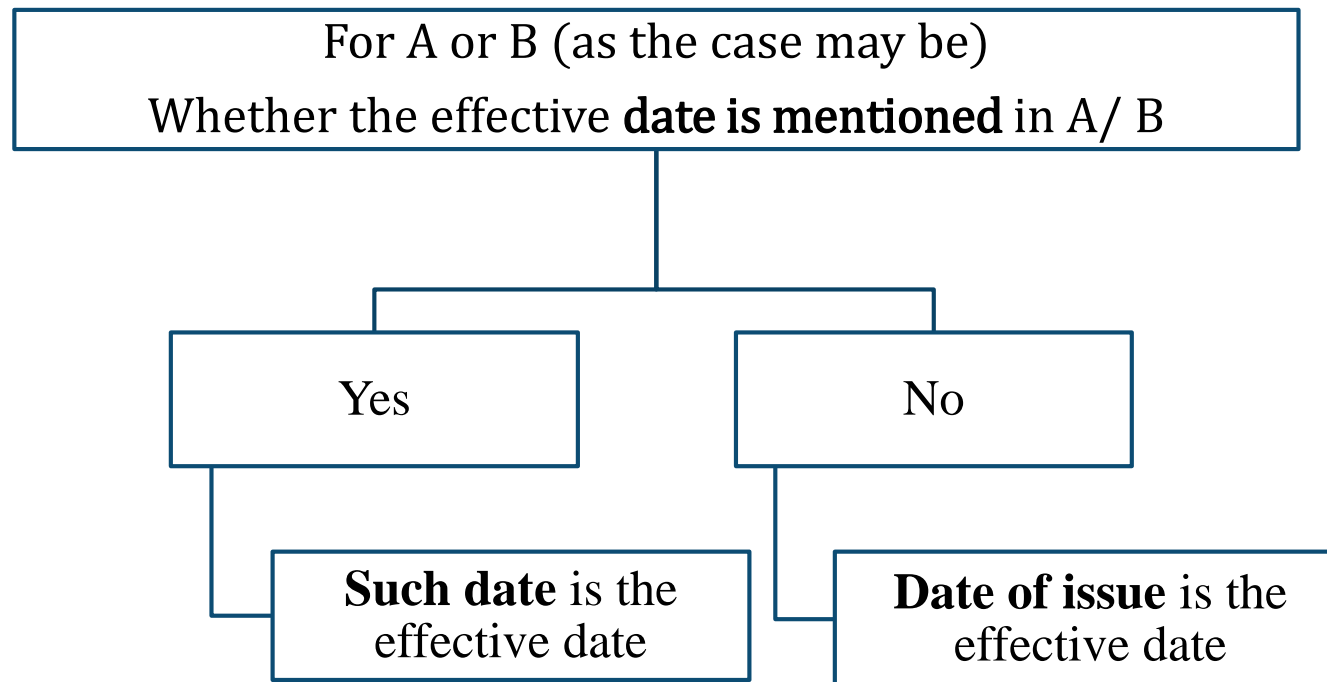 For A or B (as the case may be)
Whether the effective date is mentioned in A/ B
Yes
No
Such date is the
effective date
Date of issue is the
effective date